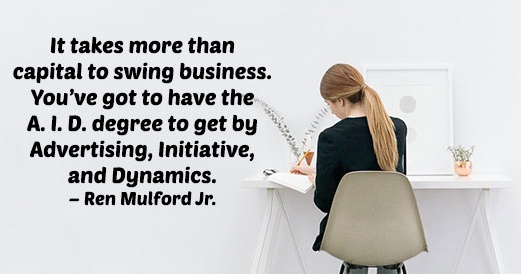 It takes more than
capital to swing business.
You’ve got to have the
A. I. D. degree to get by
Advertising, Initiative,
and Dynamics.
– Ren Mulford Jr.